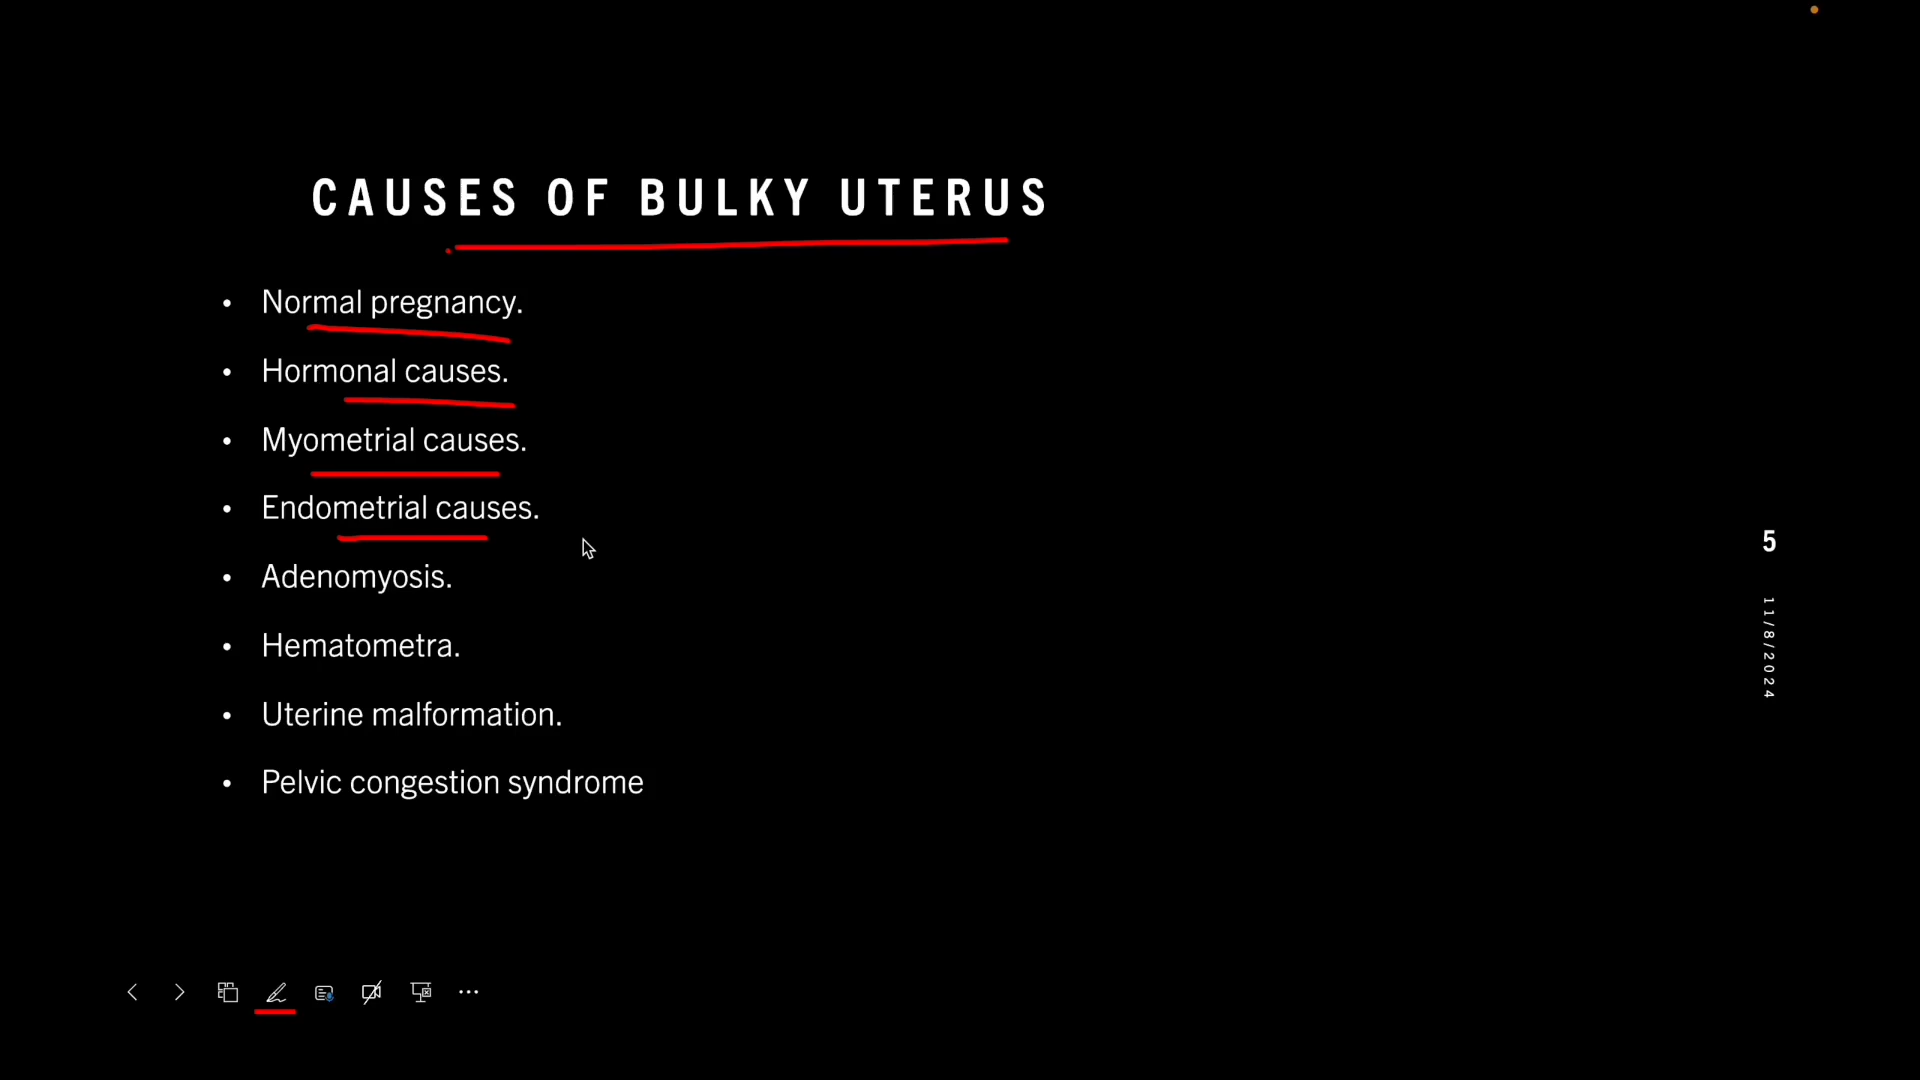 CAUSES OF BULKY UTERUS
• Normal pregnancy.
• Hormonal causes.
• Myometrial causes.
• Endometrial causes.
• Adenomyosis.
• Hematometra.
• Uterine malformation.
• Pelvic congestion syndrome
5
11/8/2024